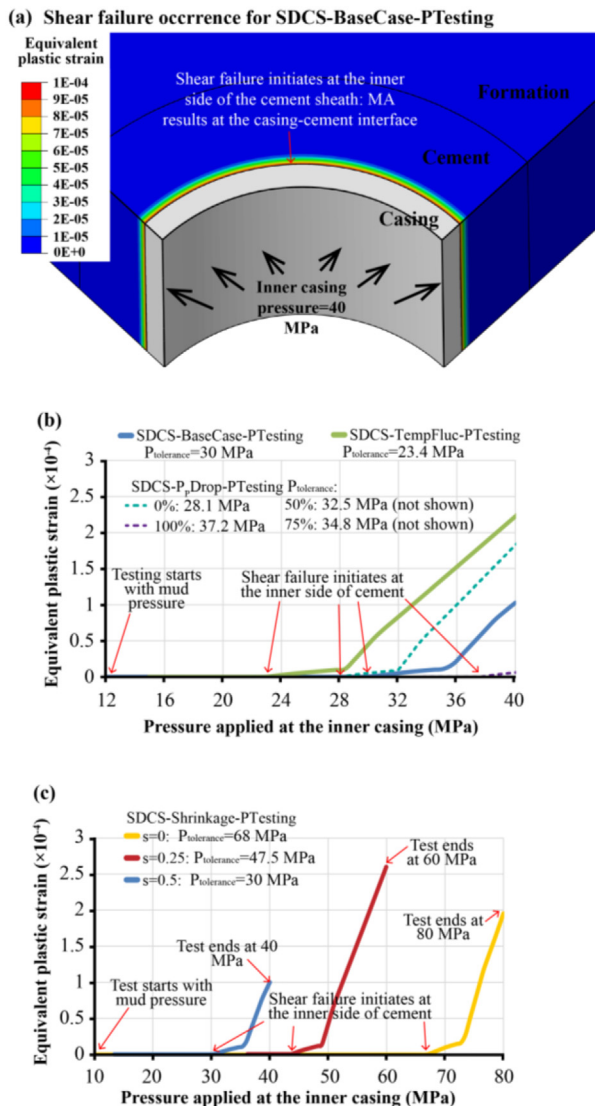 (a) Shear failure occrrence for SDCS-BaseCase-PTesting
Equivalent
plastic strain
1E-04
9E-05
8E-05
7E-05
6E-05
5E-05
4E-05
3E-05
2E-05
1E-05
0E+0
Shear failure initiates at the inner
side of the cement sheath: MA
results at the casing-cement
interface
Formation
Cement
Casing
Inner casing
pressure=40
MPa
(b)
SDCS-BaseCase-PTesting
Ptolerance=30 MPa
SDCS-TempFluc-PTesting
Ptolerance=23.4 MPa
SDCS-PpDrop-PTesting Ptolerance:
0%: 28.1 MPa
50%: 32.5 MPa (not shown)
100%: 37.2 MPa
75%: 34.8 MPa (not shown)
Equivalent plastic strain (×10⁻⁴)
3
2.5
2
1.5
1
0.5
0
Testing starts
with mud
pressure
Shear failure initiates at
the inner side of cement
12 16 20 24 28 32 36 40
Pressure applied at the inner casing (MPa)
(c)
SDCS-Shrinkage-PTesting
s=0: Ptolerance=68 MPa
s=0.25: Ptolerance=47.5 MPa
s=0.5: Ptolerance=30 MPa
Equivalent plastic strain (×10⁻⁴)
3
2.5
2
1.5
1
0.5
0
Test ends
at 60 MPa
Test ends at
80 MPa
Test ends at 40
MPa
Test starts with
mud pressure
Shear failure initiates at
the inner side of cement
10 20 30 40 50 60 70 80
Pressure applied at the inner casing (MPa)